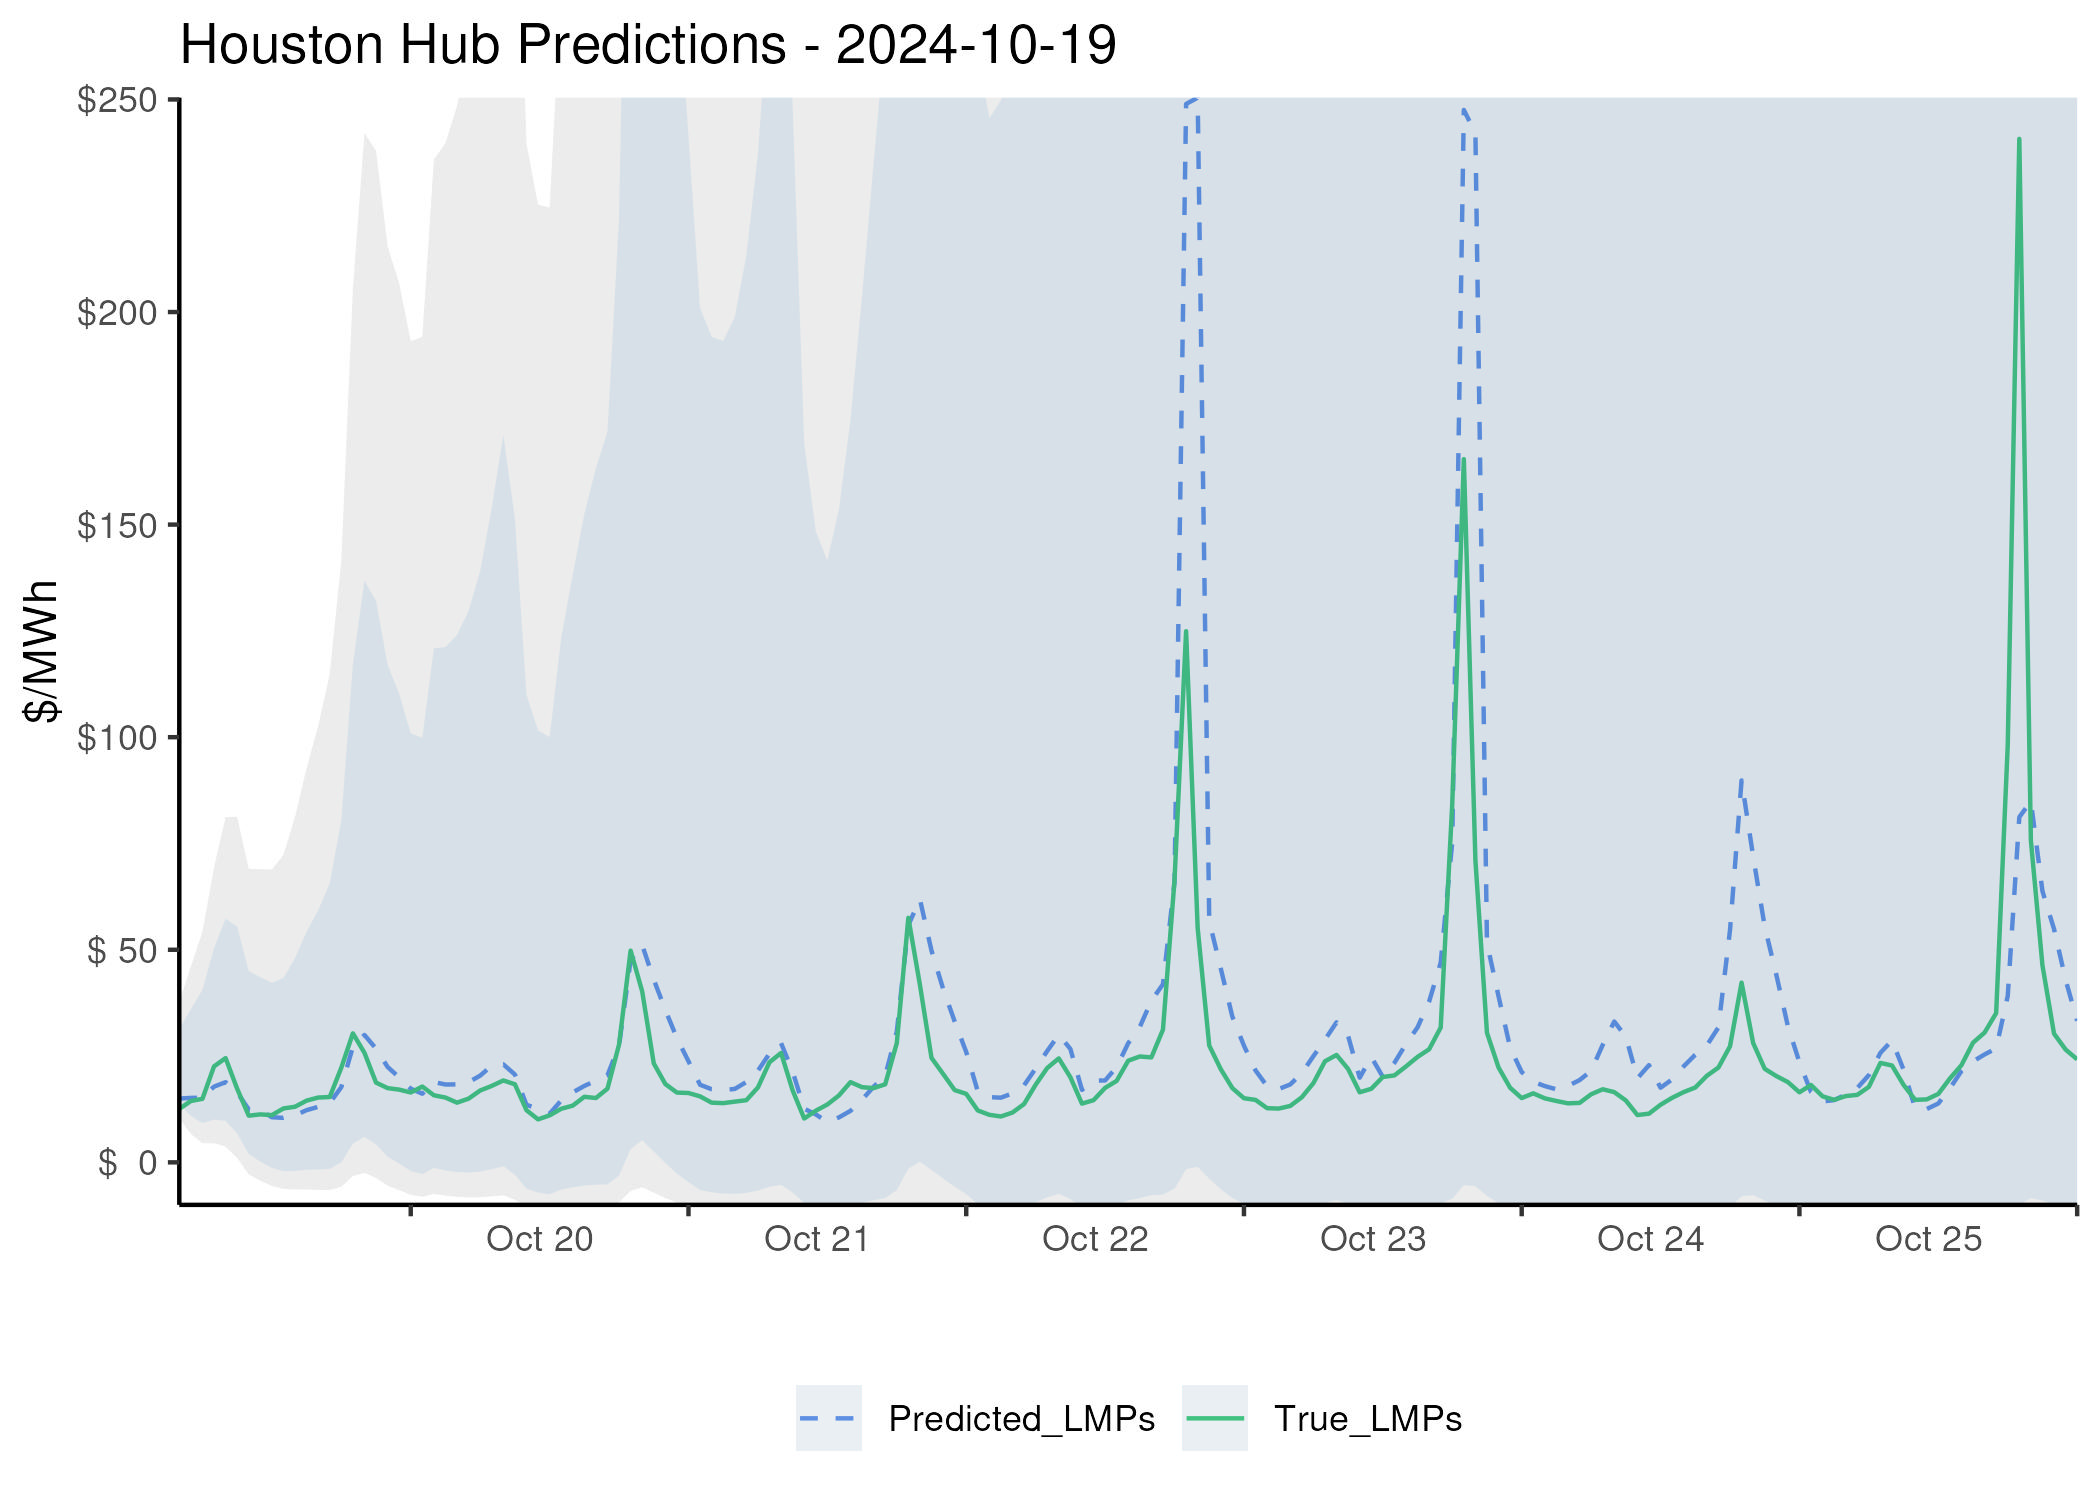 Houston Hub Predictions - 2024-10-19
$250
$200
$150
$100
$ 50
$ 0
$/MWh
Oct 20 Oct 21 Oct 22 Oct 23 Oct 24 Oct 25
Predicted_LMPs True_LMPs